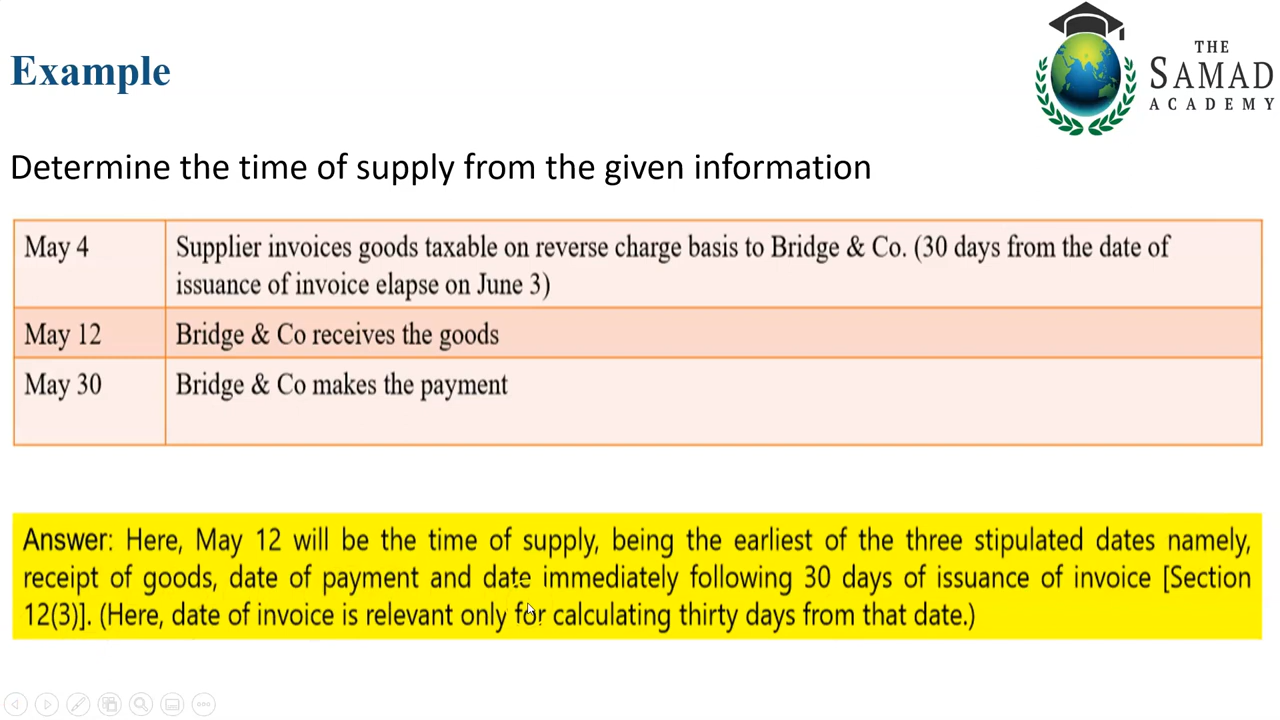 Example
THE
SAMAD
ACADEMY
Determine the time of supply from the given information
May 4
Supplier invoices goods taxable on reverse charge basis to Bridge & Co. (30 days from the date of
issuance of invoice elapse on June 3)
May 12
Bridge & Co receives the goods
May 30
Bridge & Co makes the payment
Answer: Here, May 12 will be the time of supply, being the earliest of the three stipulated dates namely,
receipt of goods, date of payment and date immediately following 30 days of issuance of invoice [Section
12(3)]. (Here, date of invoice is relevant only for calculating thirty days from that date.)